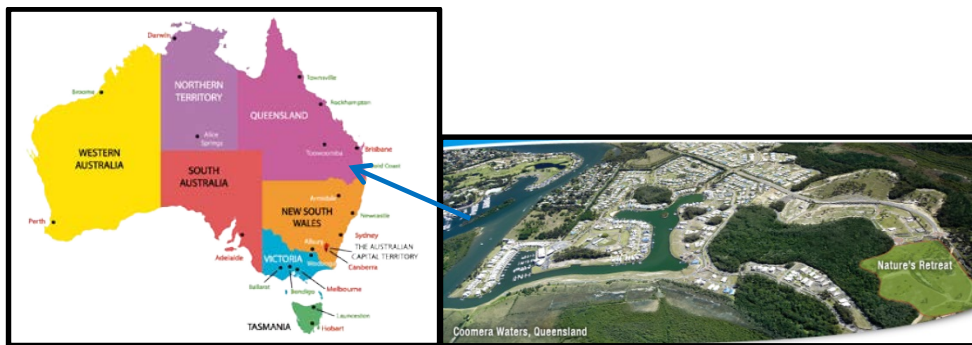 Darwin
Broome
NORTHERN
TERRITORY
Townsville
Rockhampton
QUEENSLAND
Alice
Springs
WESTERN
AUSTRALIA
Toowoomba
Brisbane
Coast
SOUTH
AUSTRALIA
Perth
Armidale
NEW SOUTH
WALES
Newcastle
Sydney
Adelaide
Albury
THE AUSTRALIAN
CAPITAL TERRITORY
VICTORIA
Canberra
Ballarat
Bendigo
Melbourne
Launceston
TASMANIA
Hobart
Nature's Retreat
Coomera Waters, Queensland